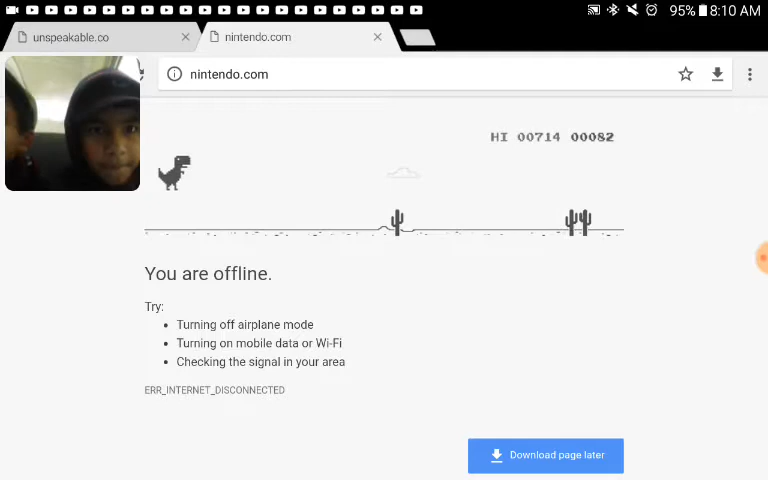 95% 8:10 AM
unspeakable.co
nintendo.com
nintendo.com
HI 00714 00082
You are offline.
Try:
• Turning off airplane mode
• Turning on mobile data or Wi-Fi
• Checking the signal in your area
ERR_INTERNET_DISCONNECTED
Download page later